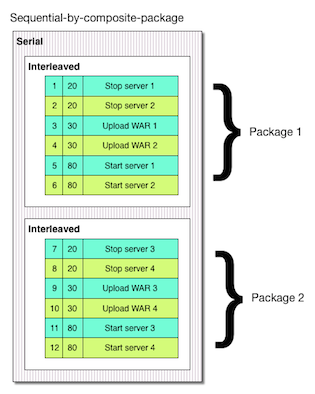 Sequential-by-composite-package
Serial
Interleaved
1 20 Stop server 1
2 20 Stop server 2
3 30 Upload WAR 1
4 30 Upload WAR 2
5 80 Start server 1
6 80 Start server 2
Package 1
Interleaved
7 20 Stop server 3
8 20 Stop server 4
9 30 Upload WAR 3
10 30 Upload WAR 4
11 80 Start server 3
12 80 Start server 4
Package 2